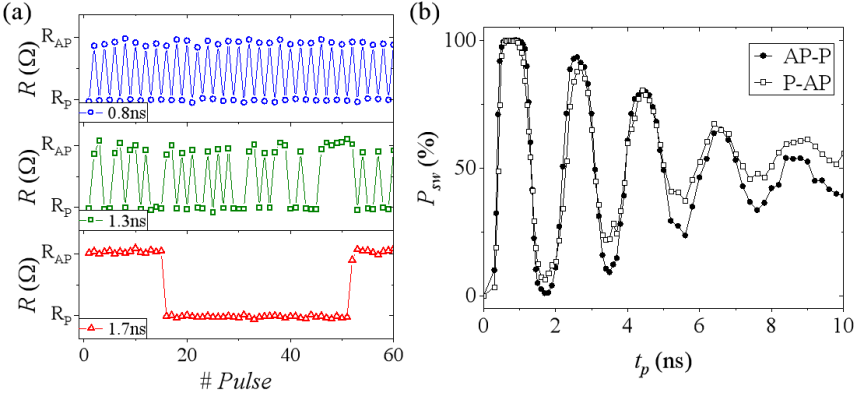 (a)
R_AP
R (Ω)
R_P
0.8ns
R_AP
R (Ω)
R_P
1.3ns
R_AP
R (Ω)
R_P
1.7ns
0 20 40 60
# Pulse
(b)
100
50
0
P_sw (%)
AP-P
P-AP
0 2 4 6 8 10
t_p (ns)